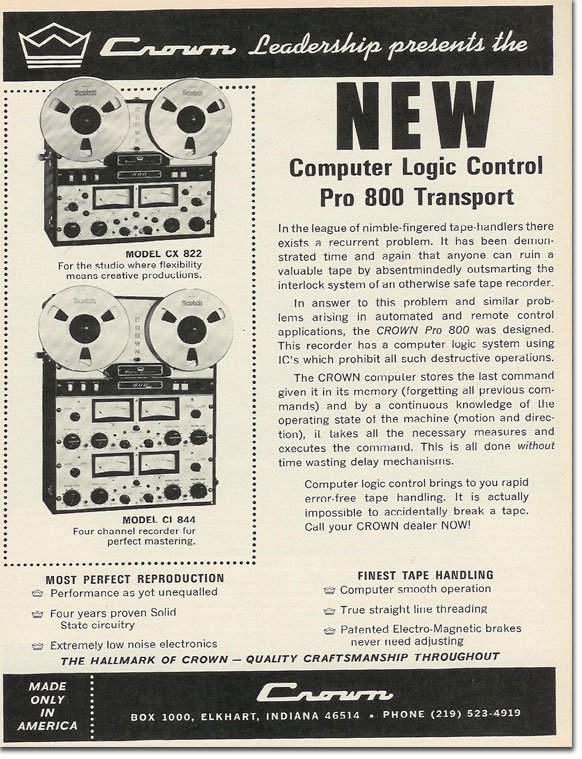 Crown Leadership presents the
NEW
Computer Logic Control
Pro 800 Transport
Scotch
Scotch
CROWN
800
MODEL CX 822
For the studio where flexibility
means creative productions.
Scotch
Scotch
CROWN
800
MODEL CI 844
Four channel recorder for
perfect mastering.
In the league of nimble-fingered tape-handlers there
exists a recurrent problem. It has been demon-
strated time and again that anyone can ruin a
valuable tape by absentmindedly outsmarting the
interlock system of an otherwise safe tape recorder.
In answer to this problem and similar prob-
lems arising in automated and remote control
applications, the CROWN Pro 800 was designed.
This recorder has a computer logic system using
IC's which prohibit all such destructive operations.
The CROWN computer stores the last command
given it in its memory (forgetting all previous com-
mands) and by a continuous knowledge of the
operating state of the machine (motion and direc-
tion), it takes all the necessary measures and
executes the command. This is all done without
time wasting delay mechanisms.
Computer logic control brings to you rapid
error-free tape handling. It is actually
impossible to accidentally break a tape.
Call your CROWN dealer NOW!
MOST PERFECT REPRODUCTION
Performance as yet unequalled
Four years proven Solid
State circuitry
Extremely low noise electronics
FINEST TAPE HANDLING
Computer smooth operation
True straight line threading
Patented Electro-Magnetic brakes
never need adjusting
THE HALLMARK OF CROWN — QUALITY CRAFTSMANSHIP THROUGHOUT
MADE
ONLY
IN
AMERICA
Crown
BOX 1000, ELKHART, INDIANA 46514 • PHONE (219) 523-4919